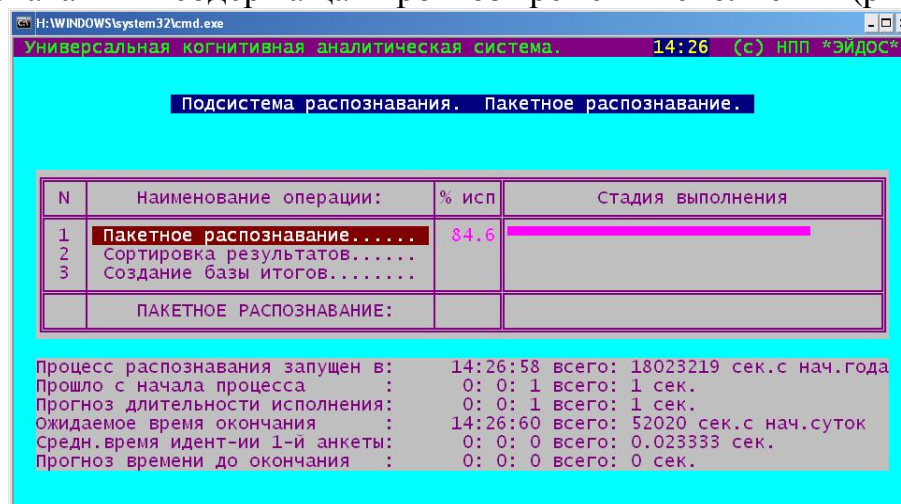 H:\WINDOWS\system32\cmd.exe
Универсальная когнитивная аналитическая система. 14:26 (c) НПП *ЭЙДОС*
Подсистема распознавания. Пакетное распознавание.
N Наименование операции: % исп Стадия выполнения
1 Пакетное распознавание...... 84.6
2 Сортировка результатов......
3 Создание базы итогов........
ПАКЕТНОЕ РАСПОЗНАВАНИЕ:
Процесс распознавания запущен в: 14:26:58 всего: 18023219 сек.с нач.года
Прошло с начала процесса : 0: 0: 1 всего: 1 сек.
Прогноз длительности исполнения: 0: 0: 1 всего: 1 сек.
Ожидаемое время окончания : 14:26:60 всего: 52020 сек.с нач.суток
Средн.время идент-ии 1-й анкеты: 0: 0: 0 всего: 0.023333 сек.
Прогноз времени до окончания : 0: 0: 0 всего: 0 сек.